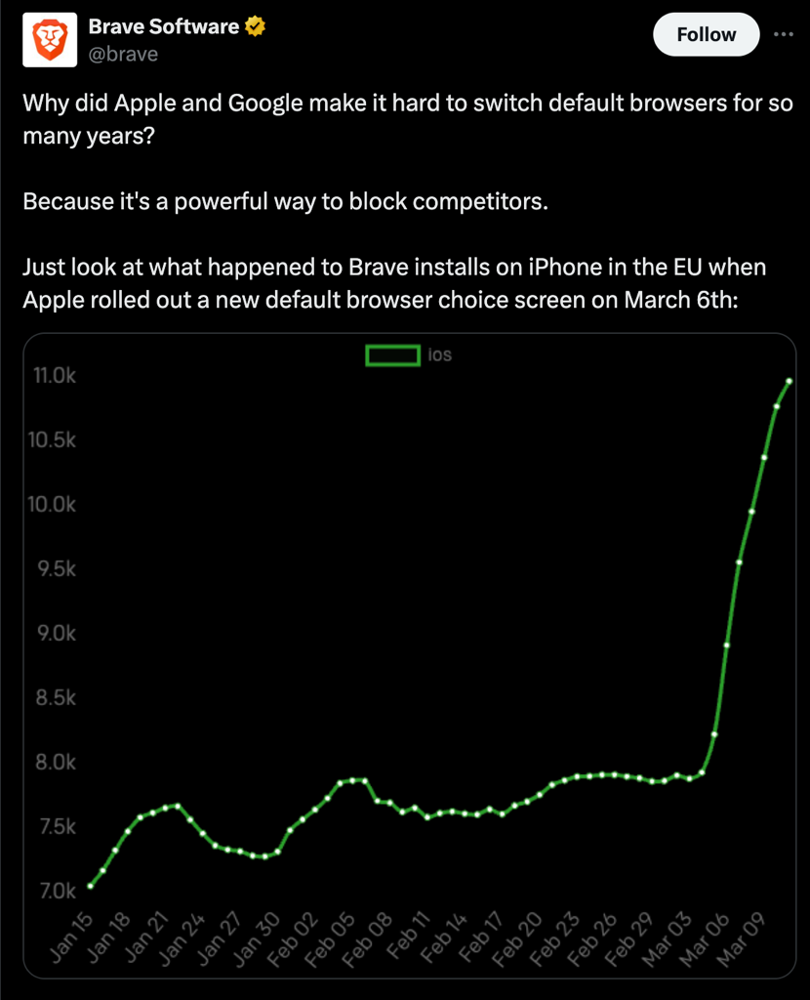 Brave Software
@brave
Follow
Why did Apple and Google make it hard to switch default browsers for so
many years?
Because it's a powerful way to block competitors.
Just look at what happened to Brave installs on iPhone in the EU when
Apple rolled out a new default browser choice screen on March 6th:
ios
11.0k
10.5k
10.0k
9.5k
9.0k
8.5k
8.0k
7.5k
7.0k
Jan 15
Jan 18
Jan 21
Jan 24
Jan 27
Jan 30
Feb 02
Feb 05
Feb 08
Feb 11
Feb 14
Feb 17
Feb 20
Feb 23
Feb 26
Feb 29
Mar 03
Mar 06
Mar 09